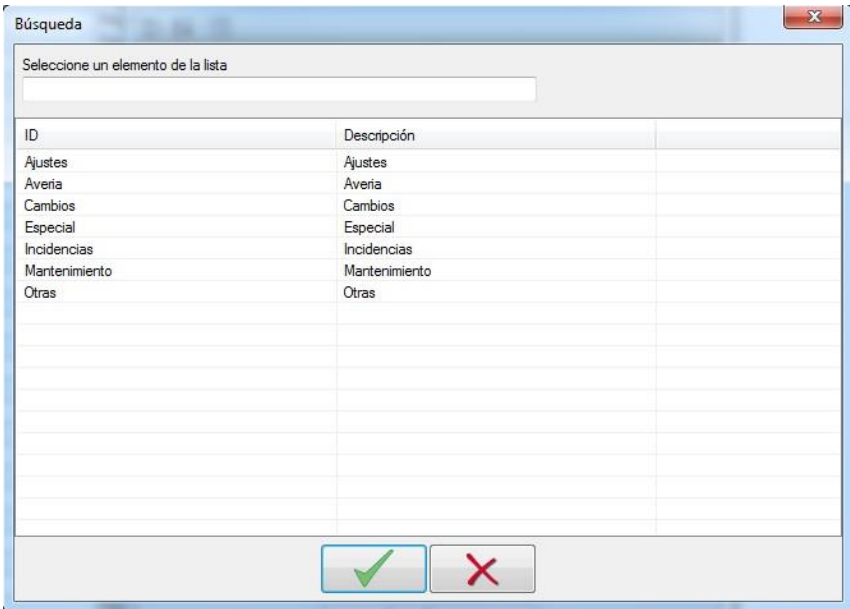 Búsqueda
Seleccione un elemento de la lista
ID Descripción
Ajustes Ajustes
Averia Averia
Cambios Cambios
Especial Especial
Incidencias Incidencias
Mantenimiento Mantenimiento
Otras Otras